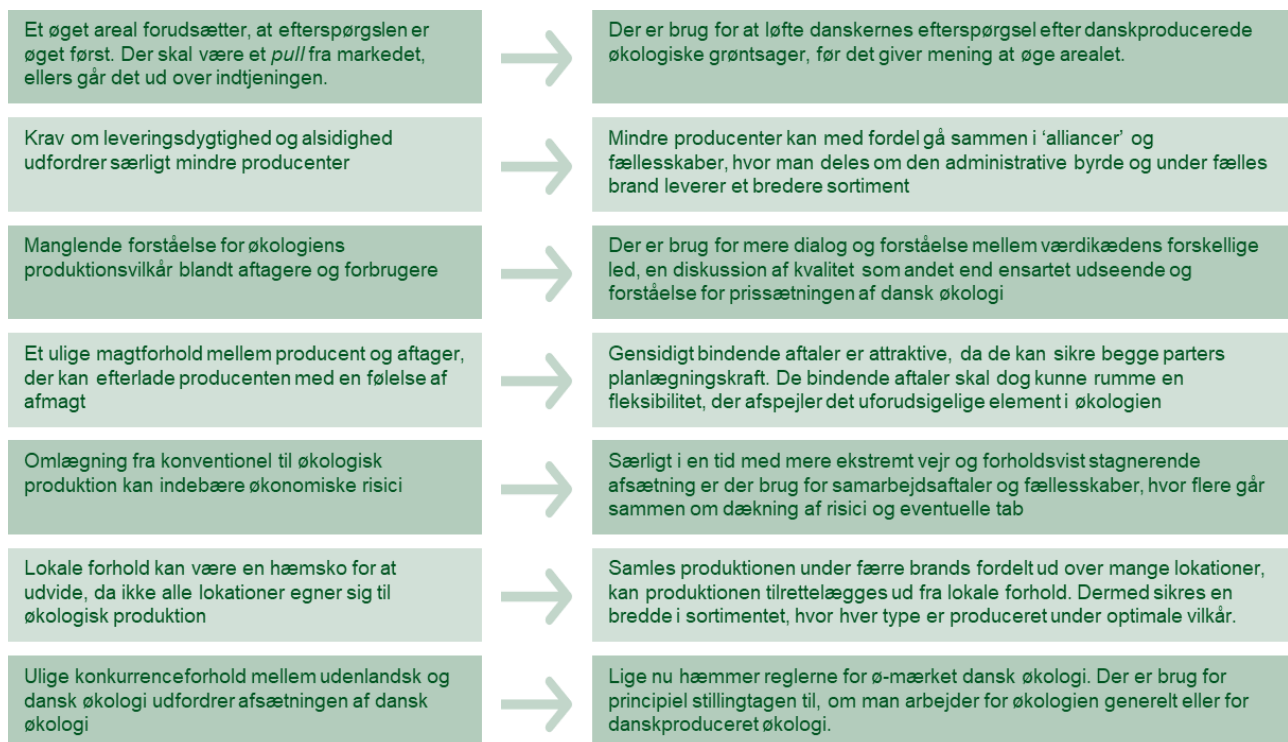 Et øget areal forudsætter, at efterspørgslen er
øget først. Der skal være et pull fra markedet,
ellers går det ud over indtjeningen.
Der er brug for at løfte danskernes efterspørgsel efter danskproducerede
økologiske grøntsager, før det giver mening at øge arealet.
Krav om leveringsdygtighed og alsidighed
udfordrer særligt mindre producenter
Mindre producenter kan med fordel gå sammen i ‘alliancer’ og
fællesskaber, hvor man deles om den administrative byrde og under fælles
brand leverer et bredere sortiment
Manglende forståelse for økologiens
produktionsvilkår blandt aftagere og forbrugere
Der er brug for mere dialog og forståelse mellem værdikædens forskellige
led, en diskussion af kvalitet som andet end ensartet udseende og
forståelse for prissætningen af dansk økologi
Et ulige magtforhold mellem producent og aftager,
der kan efterlade producenten med en følelse af
afmagt
Gensidigt bindende aftaler er attraktive, da de kan sikre begge parters
planlægningskraft. De bindende aftaler skal dog kunne rumme en
fleksibilitet, der afspejler det uforudsigelige element i økologien
Omlægning fra konventionel til økologisk
produktion kan indebære økonomiske risici
Særligt i en tid med mere ekstremt vejr og forholdsvist stagnerende
afsætning er der brug for samarbejdsaftaler og fællesskaber, hvor flere går
sammen om dækning af risici og eventuelle tab
Lokale forhold kan være en hæmsko for at
udvide, da ikke alle lokationer egner sig til
økologisk produktion
Samles produktionen under færre brands fordelt ud over mange lokationer,
kan produktionen tilrettelægges ud fra lokale forhold. Dermed sikres en
bredde i sortimentet, hvor hver type er produceret under optimale vilkår.
Ulige konkurrenceforhold mellem udenlandsk og
dansk økologi udfordrer afsætningen af dansk
økologi
Lige nu hæmmer reglerne for ø-mærket dansk økologi. Der er brug for
principiel stillingtagen til, om man arbejder for økologien generelt eller for
danskproduceret økologi.